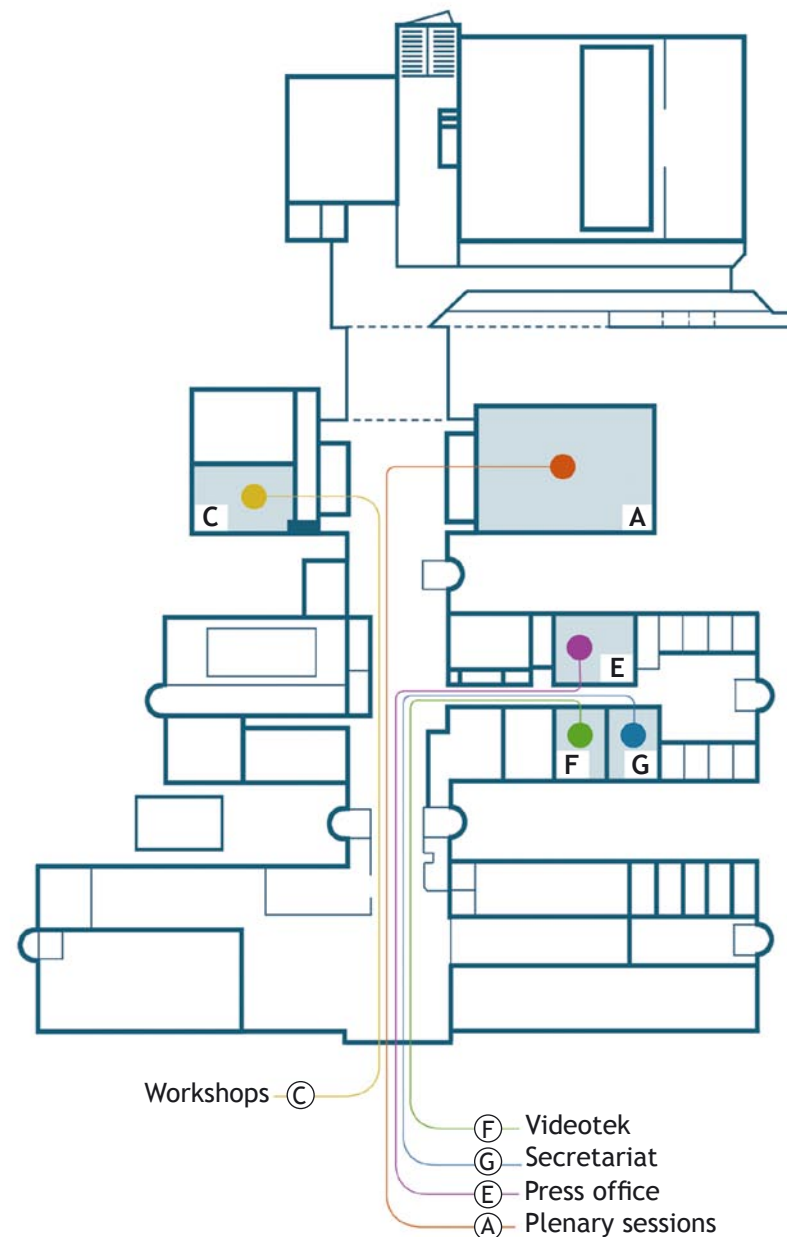 C
A
E
F
G
Workshops C
F Videotek
G Secretariat
E Press office
A Plenary sessions